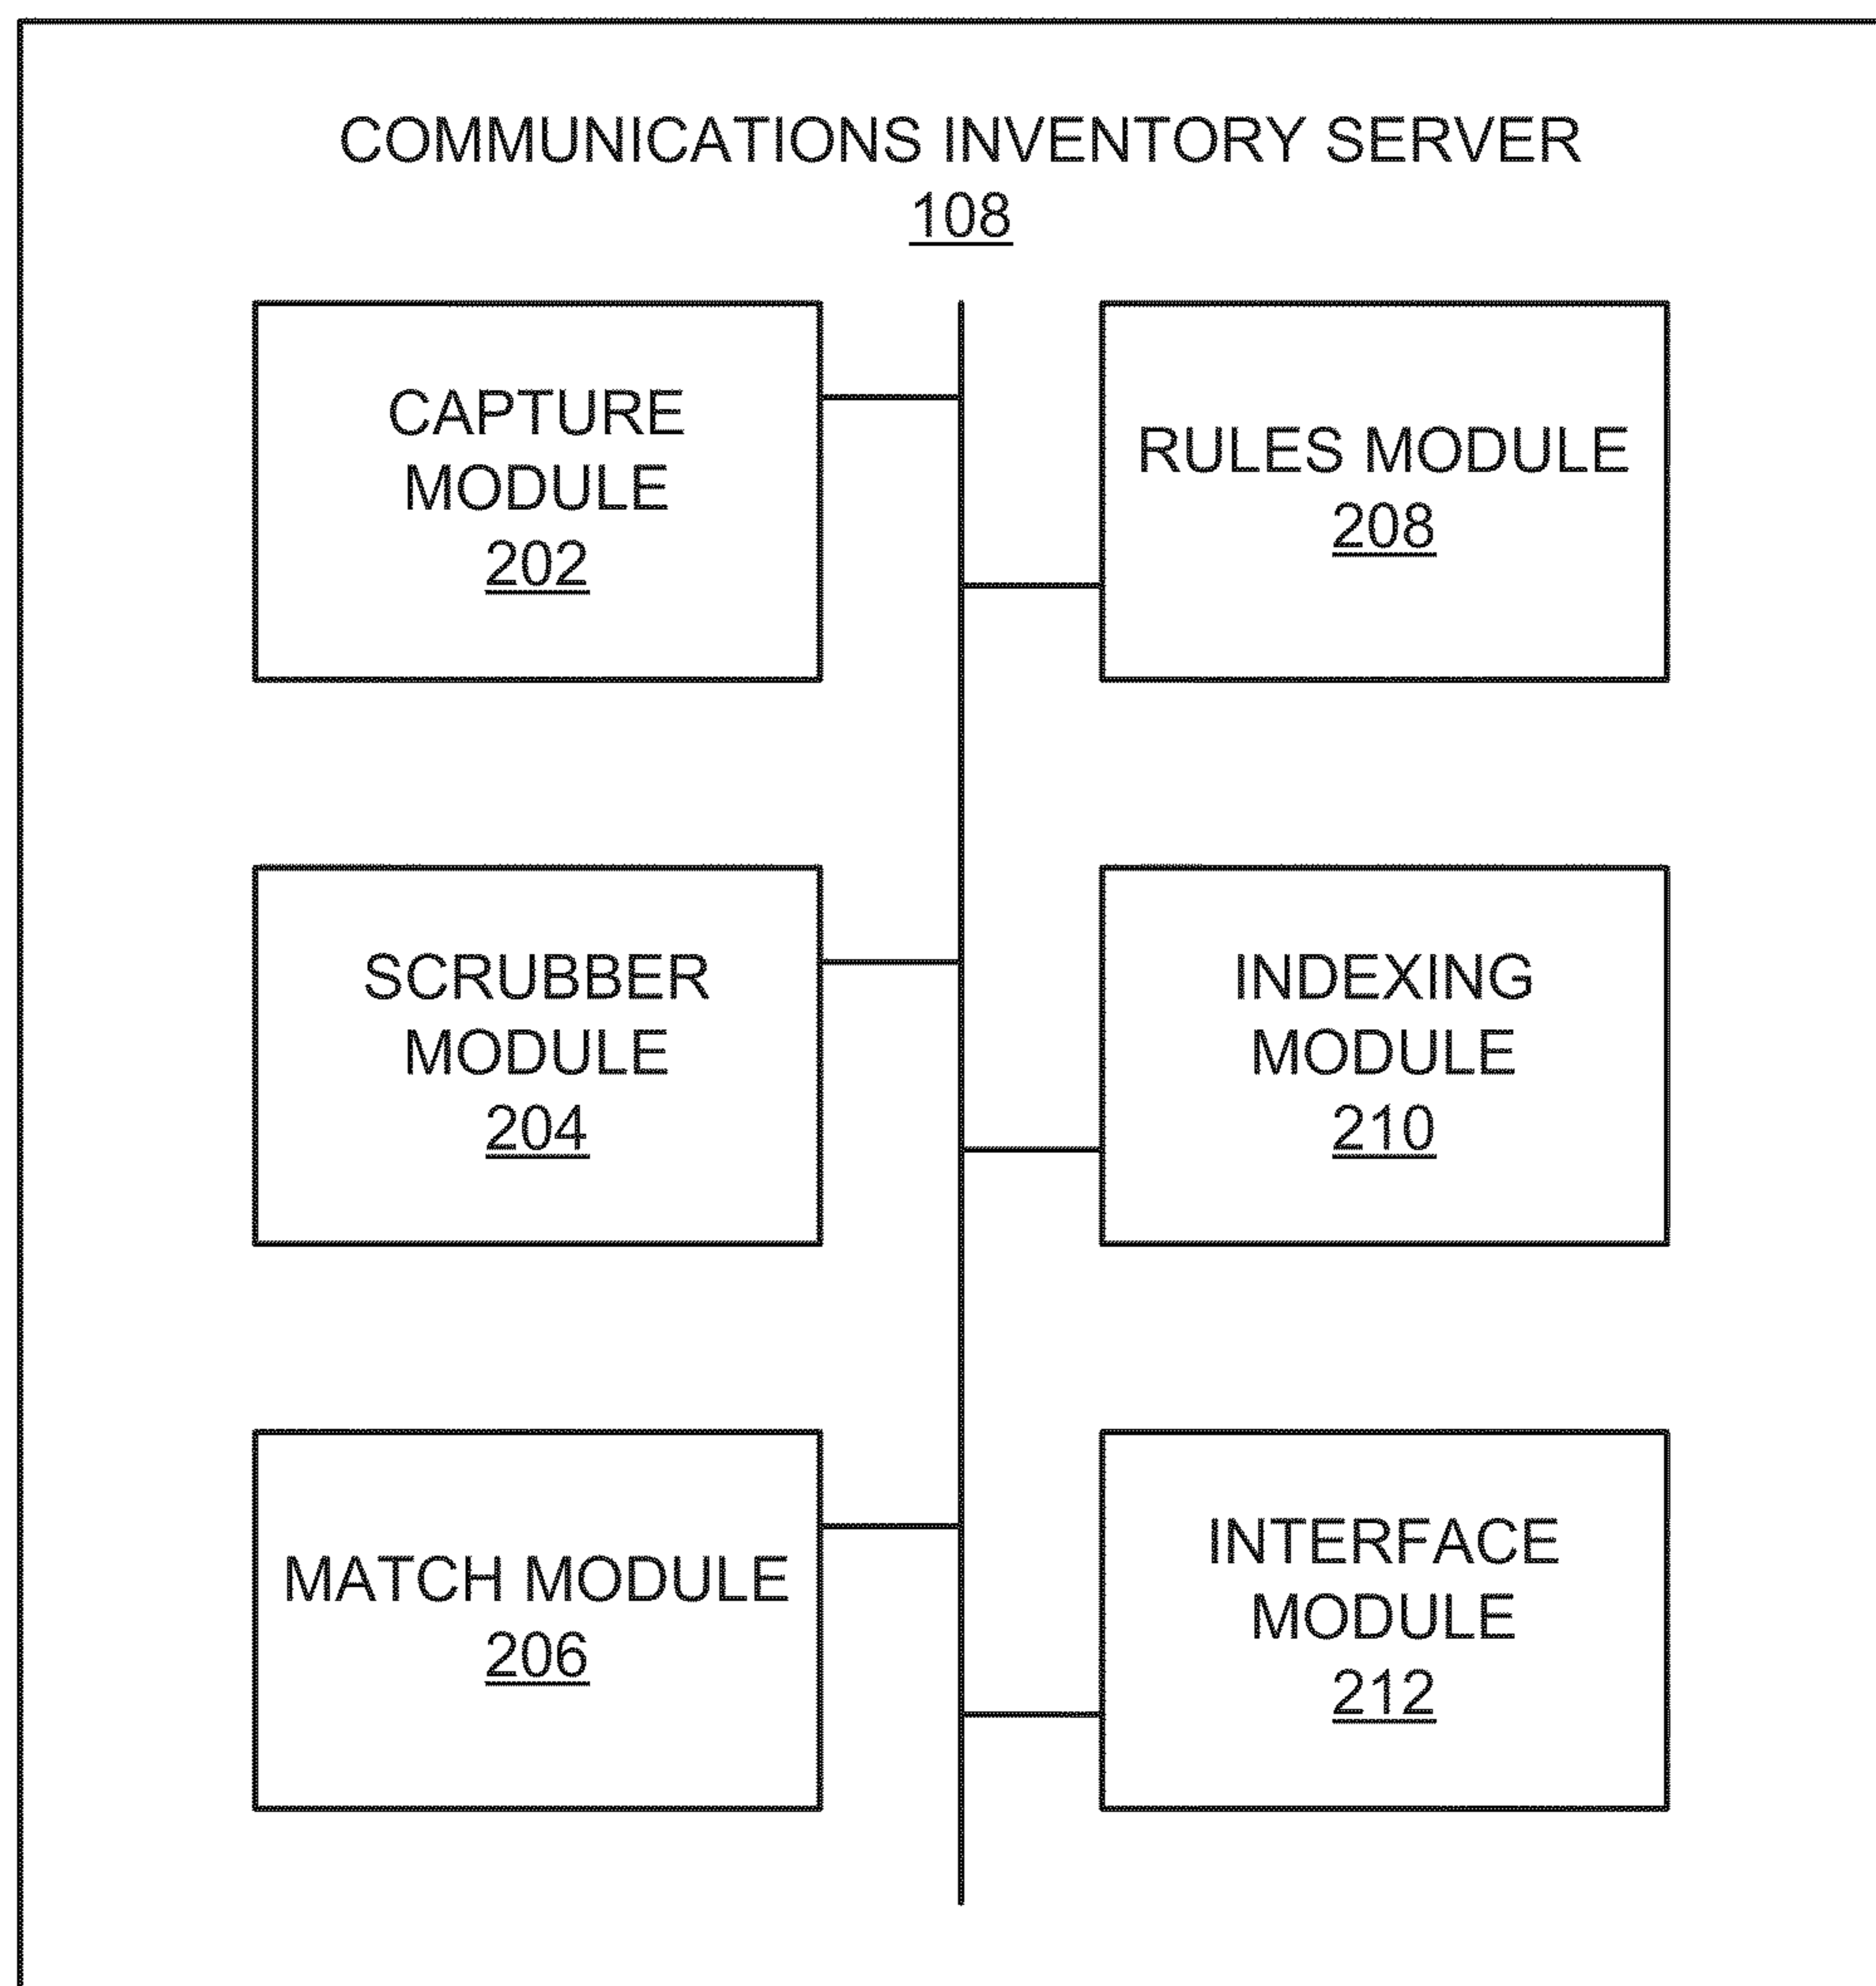 COMMUNICATIONS INVENTORY SERVER
108
CAPTURE
MODULE
202
RULES MODULE
208
SCRUBBER
MODULE
204
INDEXING
MODULE
210
MATCH MODULE
206
INTERFACE
MODULE
212